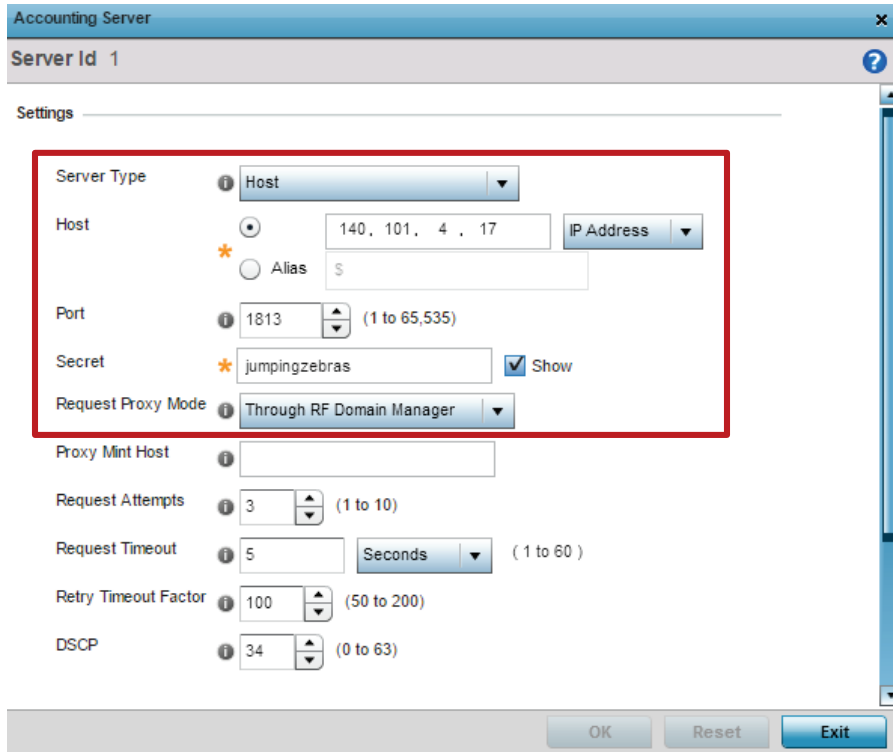 Accounting Server
Server Id 1
Settings
Server Type Host
Host 140 , 101 , 4 , 17 IP Address
Alias $
Port 1813 (1 to 65,535)
Secret jumpingzebras Show
Request Proxy Mode Through RF Domain Manager
Proxy Mint Host
Request Attempts 3 (1 to 10)
Request Timeout 5 Seconds ( 1 to 60 )
Retry Timeout Factor 100 (50 to 200)
DSCP 34 (0 to 63)
OK Reset Exit